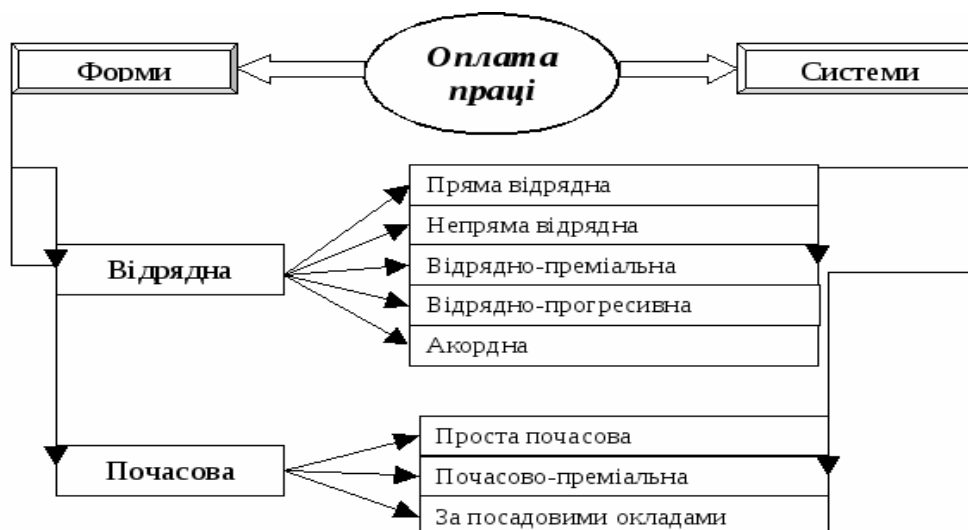 Оплата
праці
Форми
Системи
Відрядна
Пряма відрядна
Непряма відрядна
Відрядно-преміальна
Відрядно-прогресивна
Акордна
Почасова
Проста почасова
Почасово-преміальна
За посадовими окладами